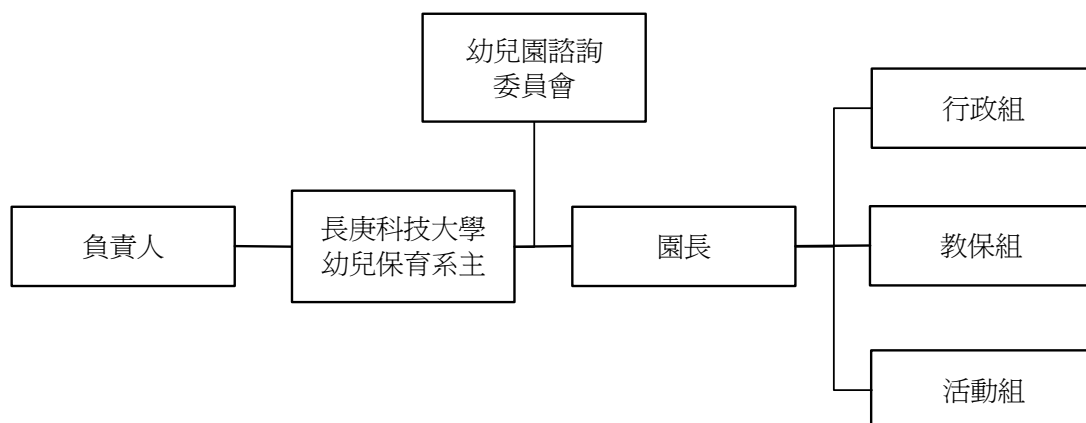 幼兒園諮詢
委員會
行政組
負責人
長庚科技大學
幼兒保育系主
園長
教保組
活動組